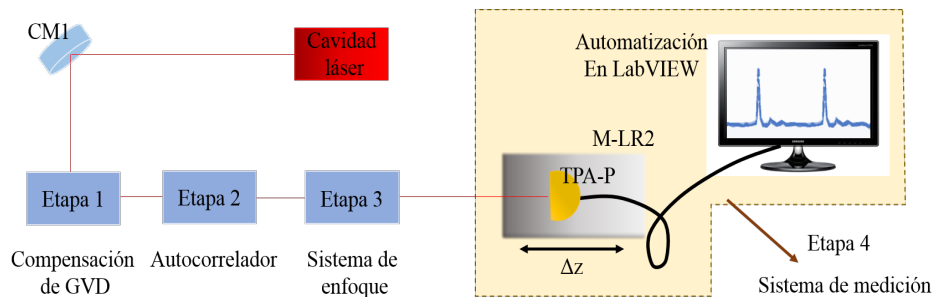 CM1
Cavidad
láser
Automatización
En LabVIEW
M-LR2
TPA-P
Etapa 1
Etapa 2
Etapa 3
Δz
Compensación
de GVD
Autocorrelador
Sistema de
enfoque
Etapa 4
Sistema de medición